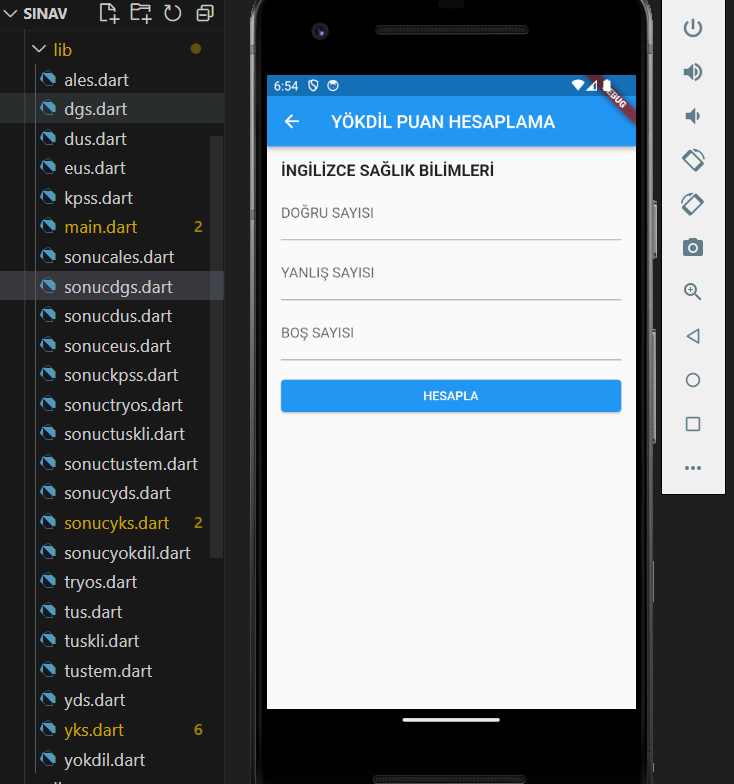 SINAV
lib
ales.dart
dgs.dart
dus.dart
eus.dart
kpss.dart
main.dart 2
sonucales.dart
sonucdgs.dart
sonucdus.dart
sonuceus.dart
sonuckpss.dart
sonuctryos.dart
sonuctuskli.dart
sonuctustem.dart
sonucyds.dart
sonucyks.dart 2
sonucyokdil.dart
tryos.dart
tus.dart
tuskli.dart
tustem.dart
yds.dart
yks.dart 6
yokdil.dart
6:54
DEBUG
YÖKDİL PUAN HESAPLAMA
İNGİLİZCE SAĞLIK BİLİMLERİ
DOĞRU SAYISI
YANLIŞ SAYISI
BOŞ SAYISI
HESAPLA